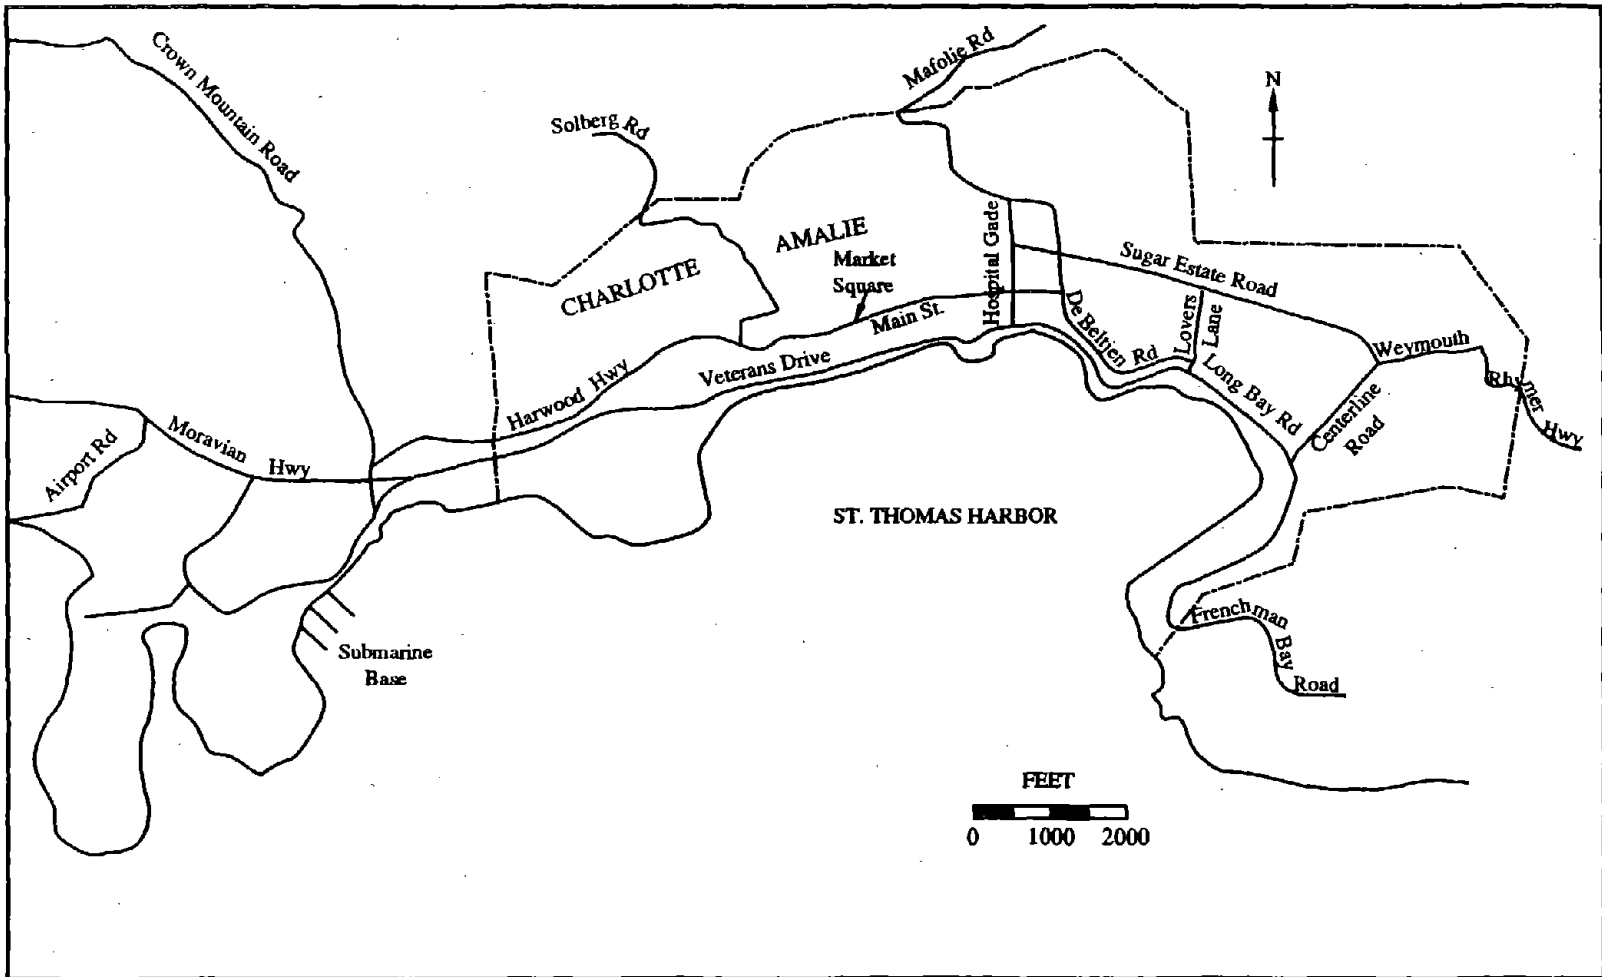 Crown Mountain Road
Mafolie Rd
N
Solberg Rd
CHARLOTTE
AMALIE
Market
Square
Hospital Gade
Sugar Estate Road
Main St.
De Beltjen Rd
Lovers
Lane
Weymouth
Rhymer Hwy
Harwood Hwy
Veterans Drive
Long Bay Rd
Centerline
Road
Airport Rd
Moravian Hwy
ST. THOMAS HARBOR
Submarine
Base
Frenchman
Bay
Road
FEET
0 1000 2000